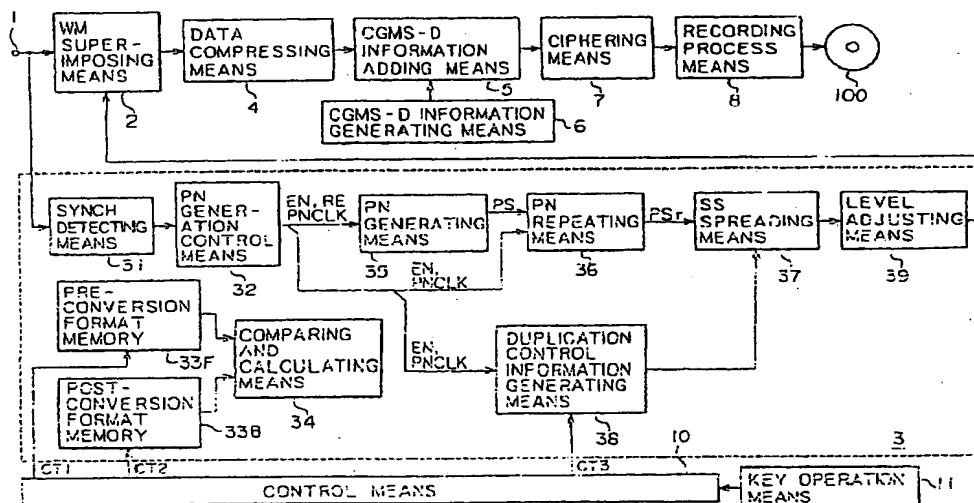 1
WM
SUPER-
IMPOSING
MEANS
2
DATA
COMPRESSING
MEANS
4
CGMS-D
INFORMATION
ADDING MEANS
5
CIPHERING
MEANS
7
RECORDING
PROCESS
MEANS
8
100
CGMS-D INFORMATION
GENERATING MEANS
6
SYNCH
DETECTING
MEANS
31
PN
GENER-
ATION
CONTROL
MEANS
32
EN, RE
PNCLK
PN
GENERATING
MEANS
35
PS
PN
REPEATING
MEANS
36
PSr
SS
SPREADING
MEANS
37
LEVEL
ADJUSTING
MEANS
39
EN,
PNCLK
EN,
PNCLK
PRE-
CONVERSION
FORMAT
MEMORY
33F
COMPARING
AND
CALCULATING
MEANS
34
POST-
CONVERSION
FORMAT
MEMORY
33B
DUPLICATION
CONTROL
INFORMATION
GENERATING
MEANS
38
3
CT1
CT2
CT3
10
CONTROL MEANS
KEY OPERATION
MEANS
11